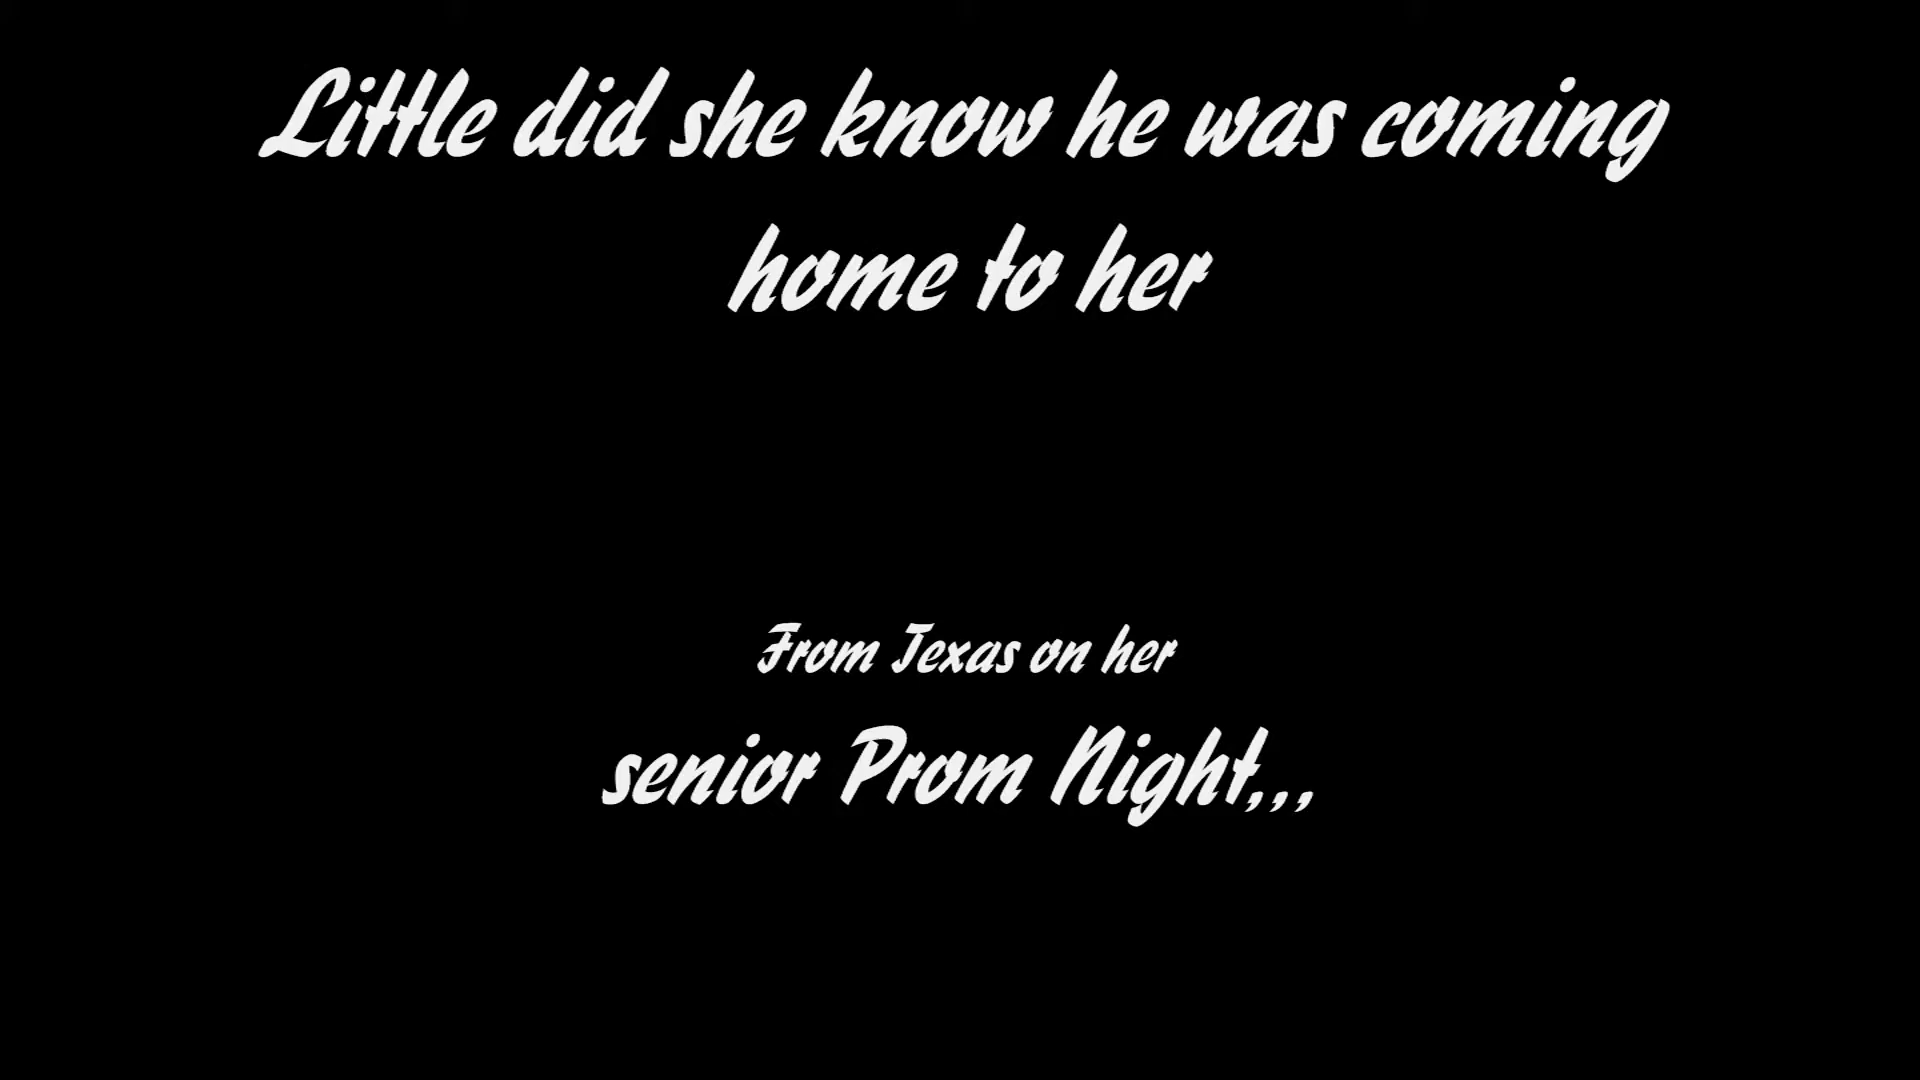 Little did she know he was coming
home to her
From Texas on her
senior Prom Night,,,